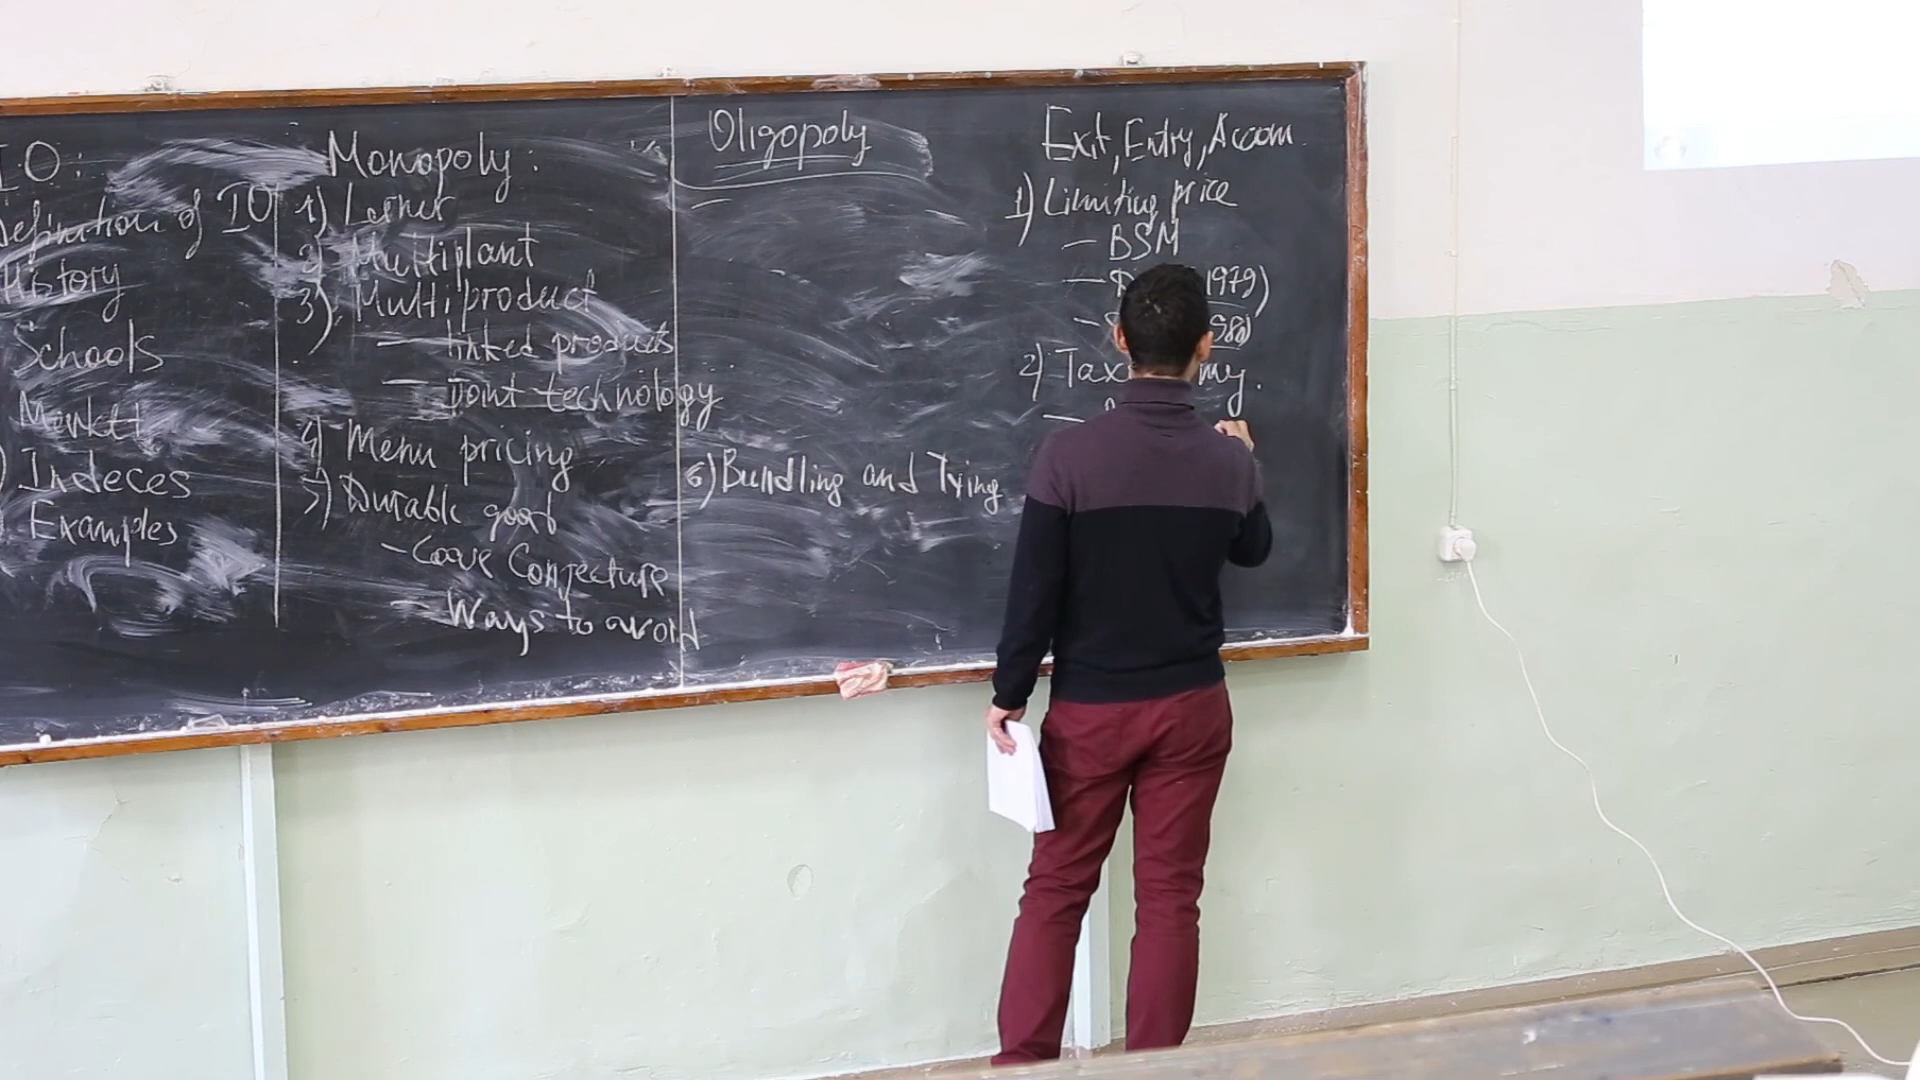 IO:
Definition of IO
History
Schools
Market
Indeces
Examples
Monopoly:
1) Lerner
2) Multiplant
3) Multiproduct
— linked products
— joint technology
4) Menu pricing
5) Durable good
- Coase Conjecture
- Ways to avoid
Oligopoly
6) Bundling and Tying
Exit, Entry, Accom.
1) Limiting price
— BSM
— 1979)
—
2) Tax my.
—